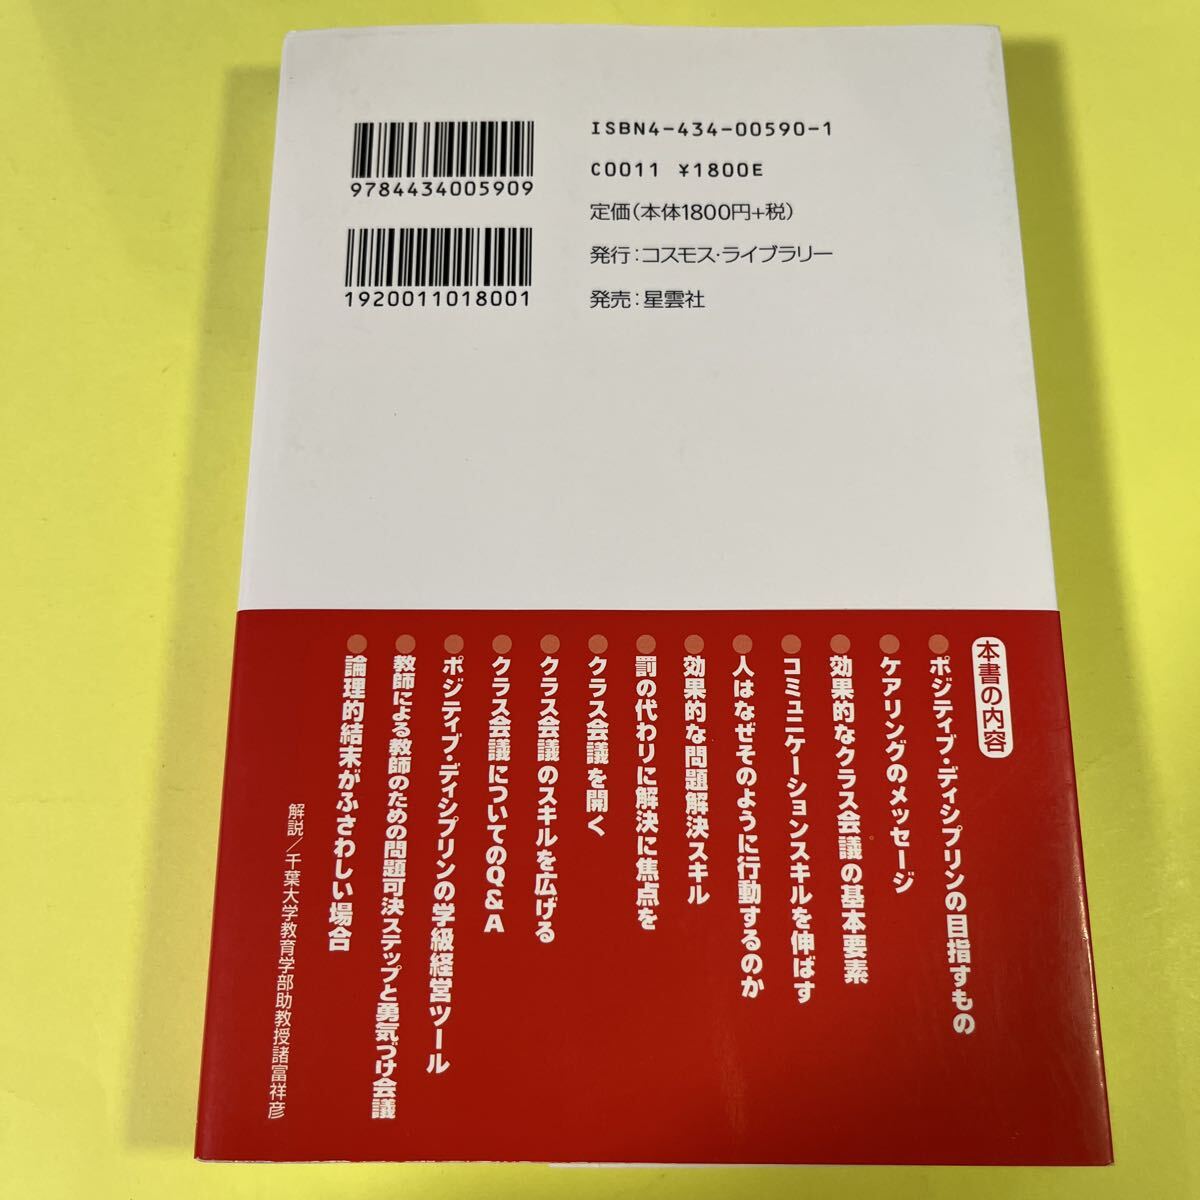 9784434005909
1920011018001
ISBN4-434-00590-1
C0011 ¥1800E
定価(本体1800円+税)
発行:コスモス・ライブラリー
発売:星雲社
本書の内容
●ポジティブ・ディシプリンの目指すもの
●ケアリングのメッセージ
●効果的なクラス会議の基本要素
●コミュニケーションスキルを伸ばす
●人はなぜそのように行動するのか
●効果的な問題解決スキル
●罰の代わりに解決に焦点を
●クラス会議を開く
●クラス会議のスキルを広げる
●クラス会議についてのQ&A
●ポジティブ・ディシプリンの学級経営ツール
●教師による教師のための問題可決ステップと勇気づけ会議
●論理的結末がふさわしい場合
解説/千葉大学教育学部助教授諸富祥彦